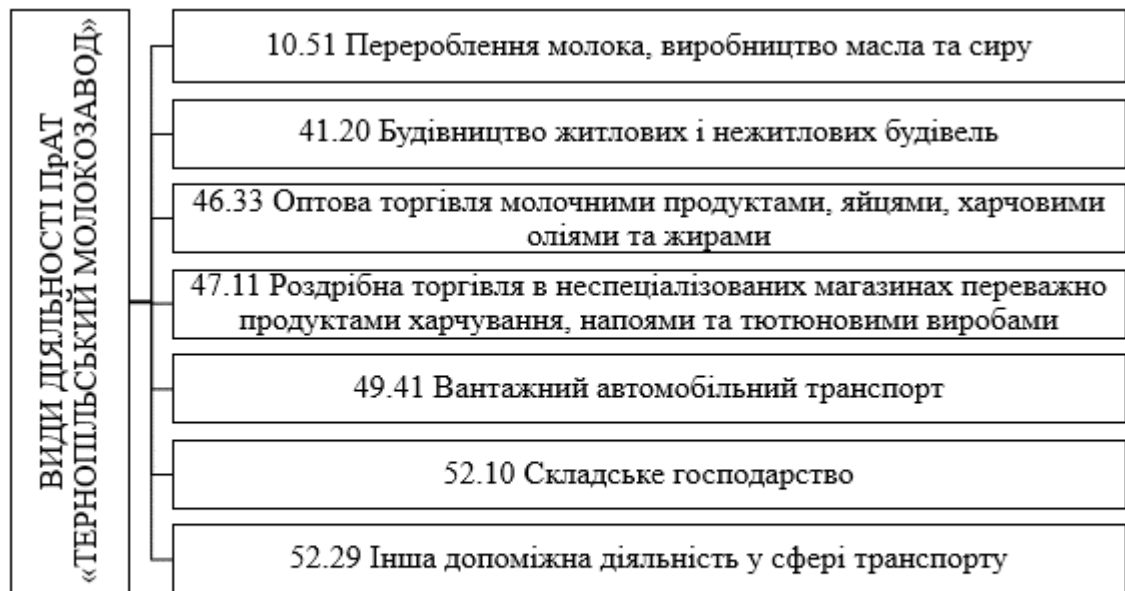 ВИДИ ДІЯЛЬНОСТІ ПрАТ
«ТЕРНОПІЛЬСЬКИЙ МОЛОКОЗАВОД»
10.51 Перероблення молока, виробництво масла та сиру
41.20 Будівництво житлових і нежитлових будівель
46.33 Оптова торгівля молочними продуктами, яйцями, харчовими
оліями та жирами
47.11 Роздрібна торгівля в неспеціалізованих магазинах переважно
продуктами харчування, напоями та тютюновими виробами
49.41 Вантажний автомобільний транспорт
52.10 Складське господарство
52.29 Інша допоміжна діяльність у сфері транспорту